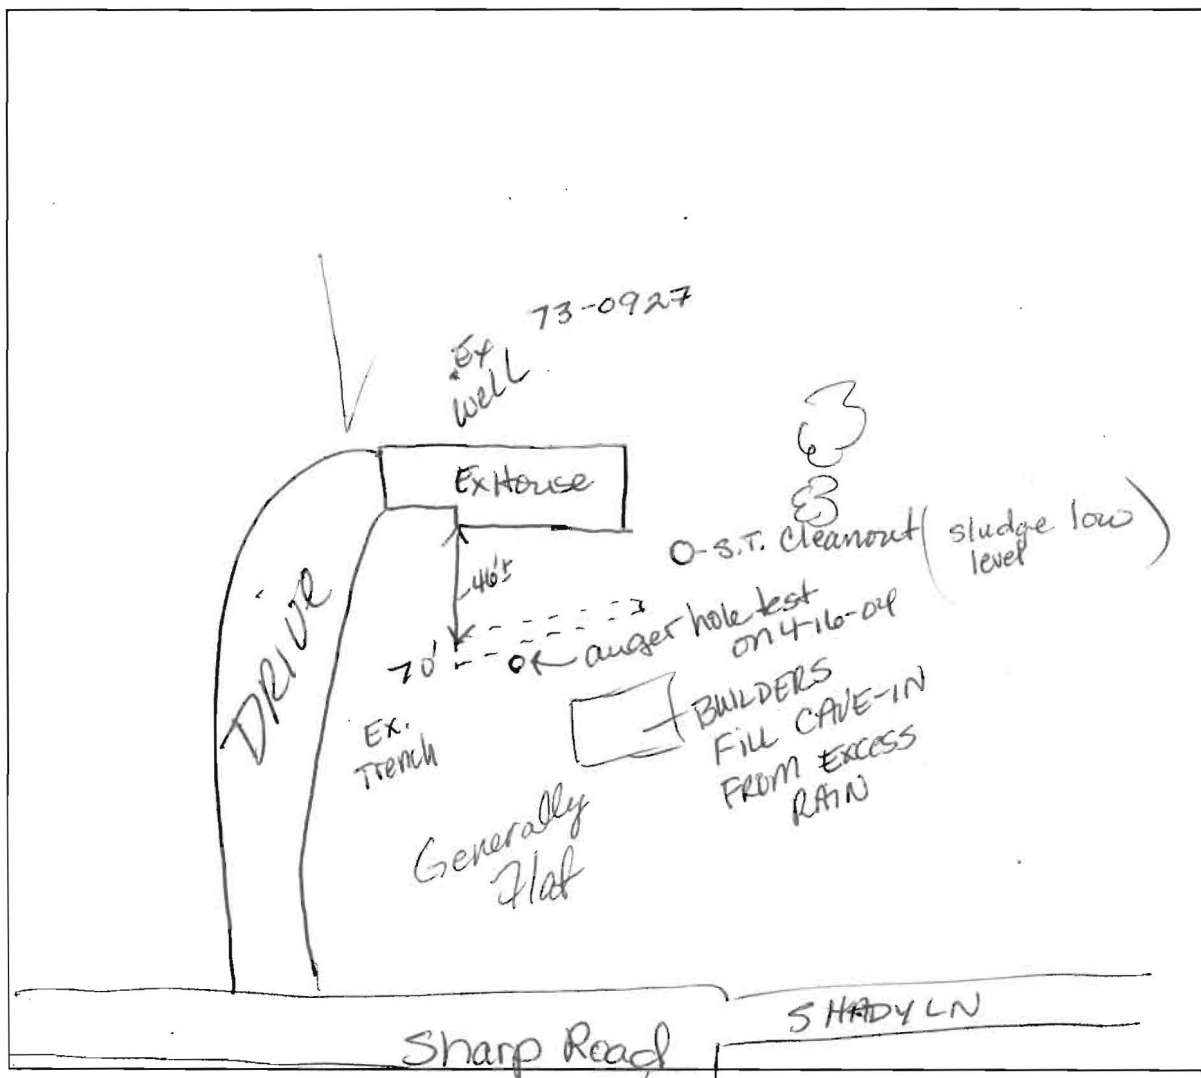 73-0927
Ex
Well
Ex House
O-S.T. Cleanout (sludge low
level)
46'±
auger hole test
on 4-16-04
70'
Ex.
Trench
DRIVE
BUILDERS
FILL CAVE-IN
FROM EXCESS
RAIN
Generally
Flat
SHADY LN
Sharp Road